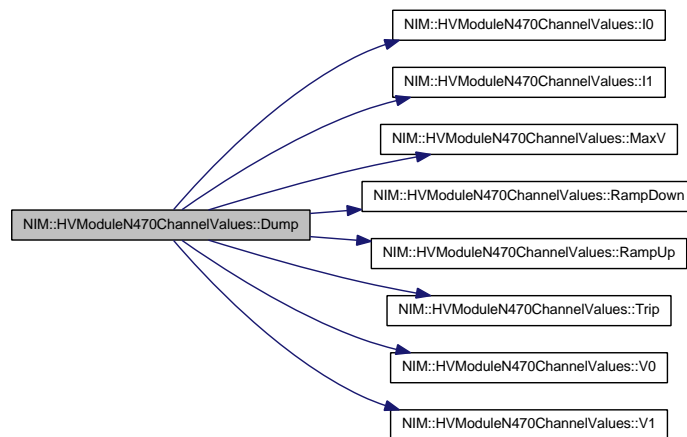 NIM::HVModuleN470ChannelValues::I0
NIM::HVModuleN470ChannelValues::I1
NIM::HVModuleN470ChannelValues::MaxV
NIM::HVModuleN470ChannelValues::RampDown
NIM::HVModuleN470ChannelValues::Dump
NIM::HVModuleN470ChannelValues::RampUp
NIM::HVModuleN470ChannelValues::Trip
NIM::HVModuleN470ChannelValues::V0
NIM::HVModuleN470ChannelValues::V1